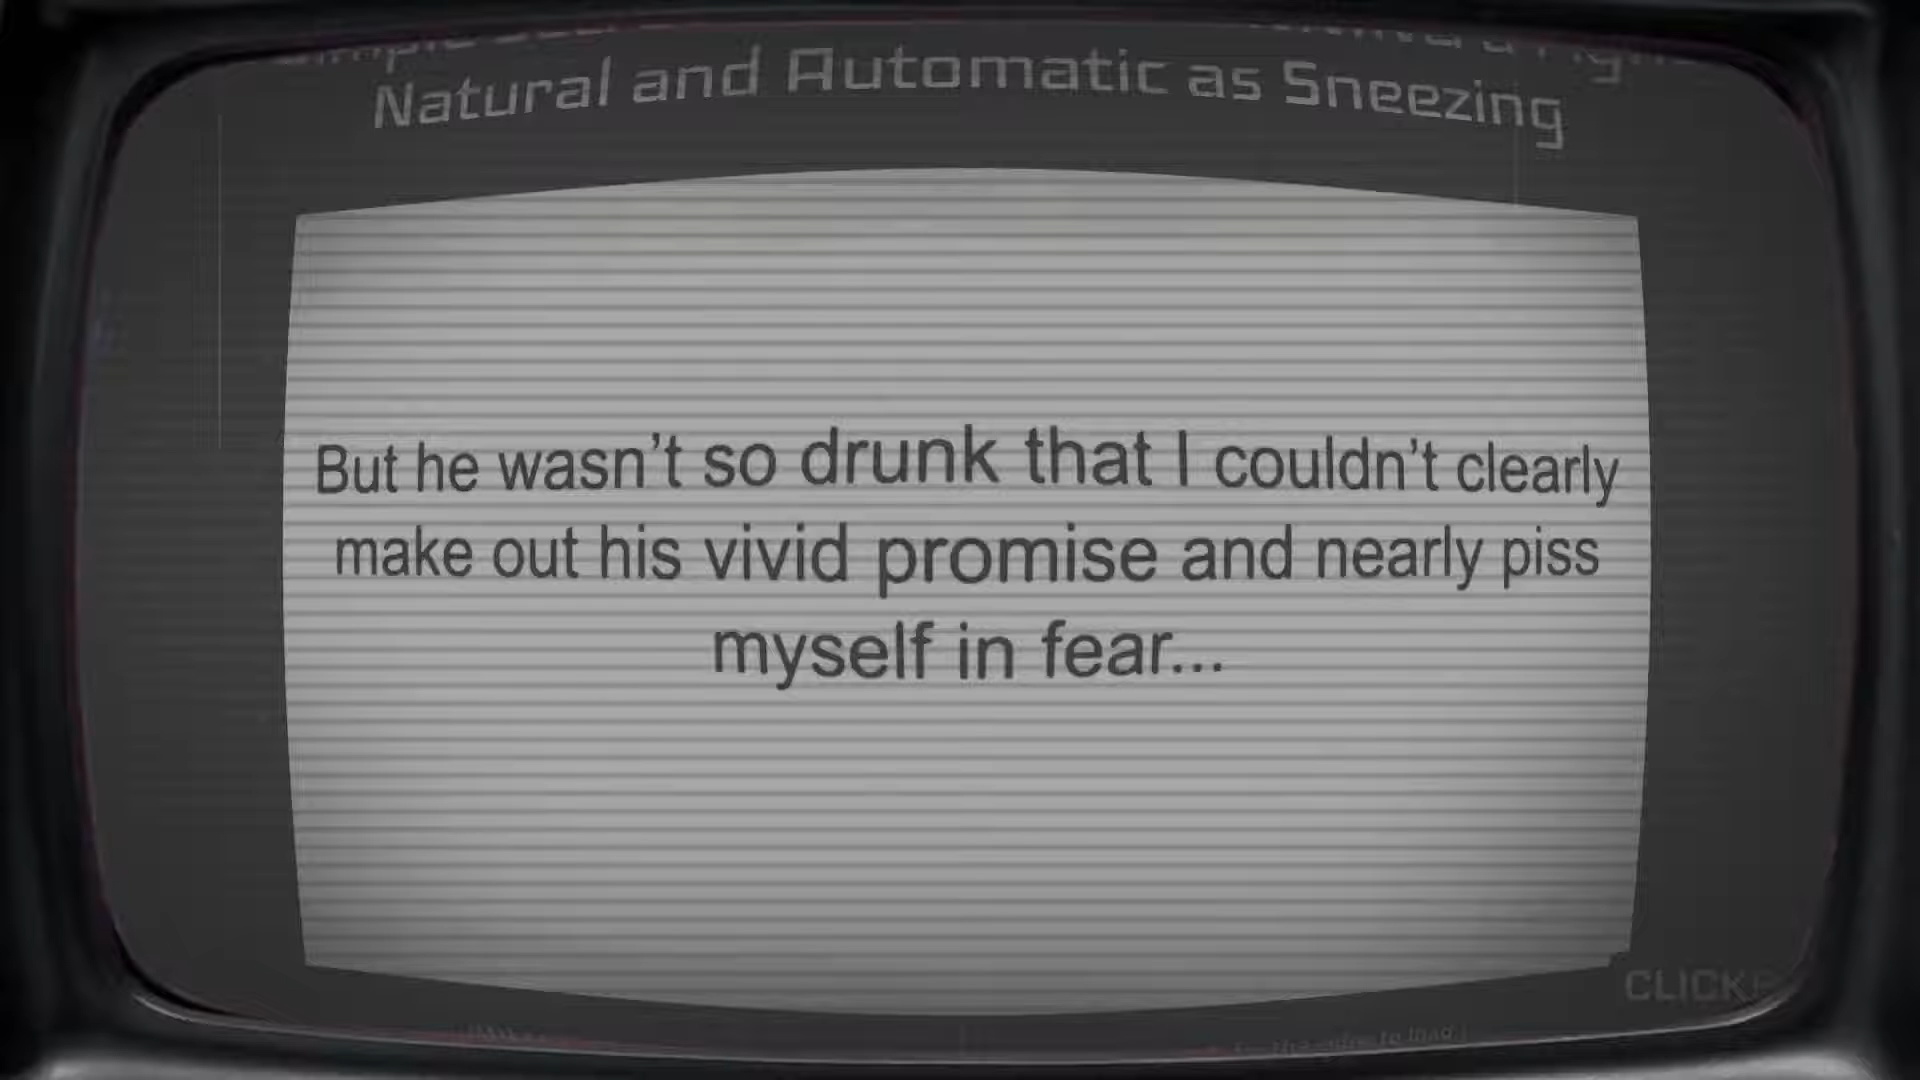 Natural and Automatic as Sneezing
But he wasn't so drunk that I couldn't clearly
make out his vivid promise and nearly piss
myself in fear...